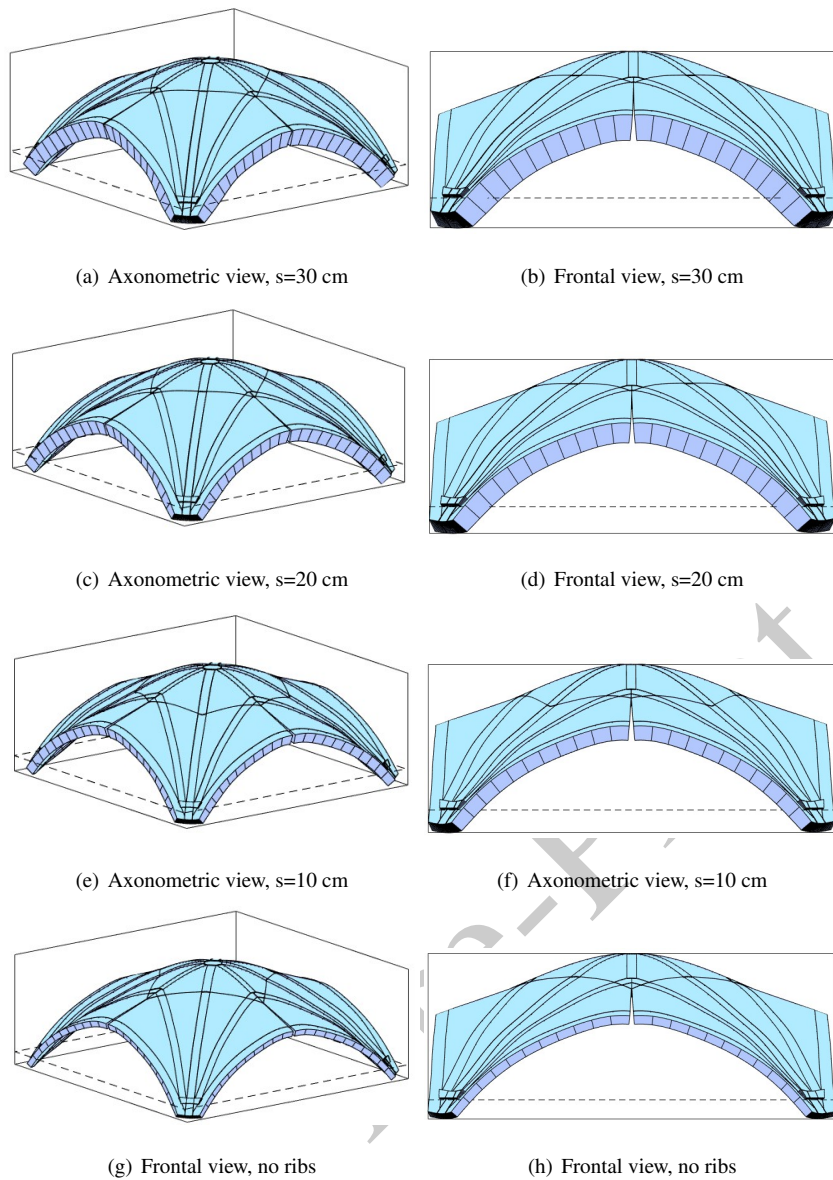 (a) Axonometric view, s=30 cm
(b) Frontal view, s=30 cm
(c) Axonometric view, s=20 cm
(d) Frontal view, s=20 cm
(e) Axonometric view, s=10 cm
(f) Axonometric view, s=10 cm
(g) Frontal view, no ribs
(h) Frontal view, no ribs